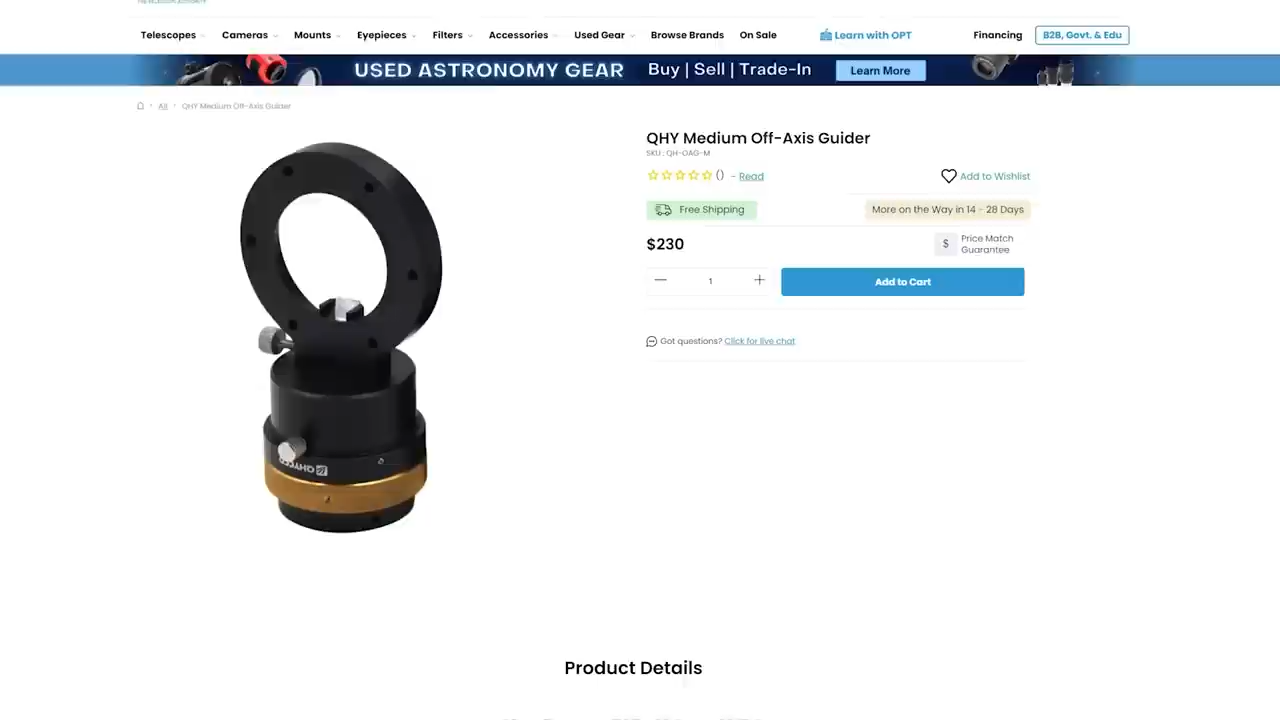 Telescopes Cameras Mounts Eyepieces Filters Accessories Used Gear Browse Brands On Sale Learn with OPT Financing B2B, Govt. & Edu
USED ASTRONOMY GEAR Buy | Sell | Trade-In Learn More
All QHY Medium Off-Axis Guider
QHY Medium Off-Axis Guider
SKU : QH-OAG-M
() - Read
Add to Wishlist
Free Shipping
More on the Way in 14 - 28 Days
$230
$ Price Match
Guarantee
1
Add to Cart
Got questions? Click for live chat
QHYCCD
Product Details